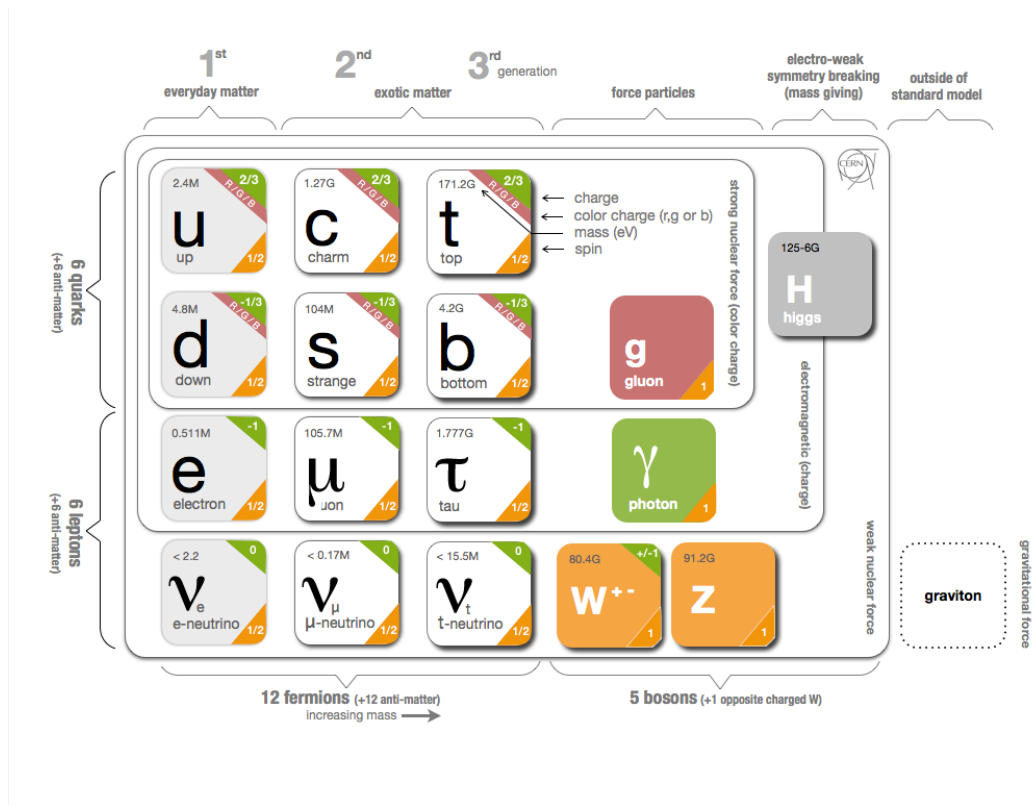 1st
2nd
3rd generation
everyday matter
exotic matter
force particles
electro-weak
symmetry breaking
(mass giving)
outside of
standard model
CERN
6 quarks
(+6 anti-matter)
2.4M
2/3
R/G/B
u
up
1/2
1.27G
2/3
R/G/B
c
charm
1/2
171.2G
2/3
R/G/B
t
top
1/2
charge
color charge (r,g or b)
mass (eV)
spin
strong nuclear force (color charge)
125-6G
H
higgs
4.8M
-1/3
R/G/B
d
down
1/2
104M
-1/3
R/G/B
s
strange
1/2
4.2G
-1/3
R/G/B
b
bottom
1/2
g
gluon
1
electromagnetic (charge)
6 leptons
(+6 anti-matter)
0.511M
-1
e
electron
1/2
105.7M
-1
μ
uon
1/2
1.777G
-1
τ
tau
1/2
γ
photon
1
weak nuclear force
< 2.2
0
νe
e-neutrino
1/2
< 0.17M
0
νμ
μ-neutrino
1/2
< 15.5M
0
νt
t-neutrino
1/2
80.4G
+/-1
W+-
1
91.2G
Z
1
graviton
gravitational force
12 fermions (+12 anti-matter)
increasing mass
5 bosons (+1 opposite charged W)